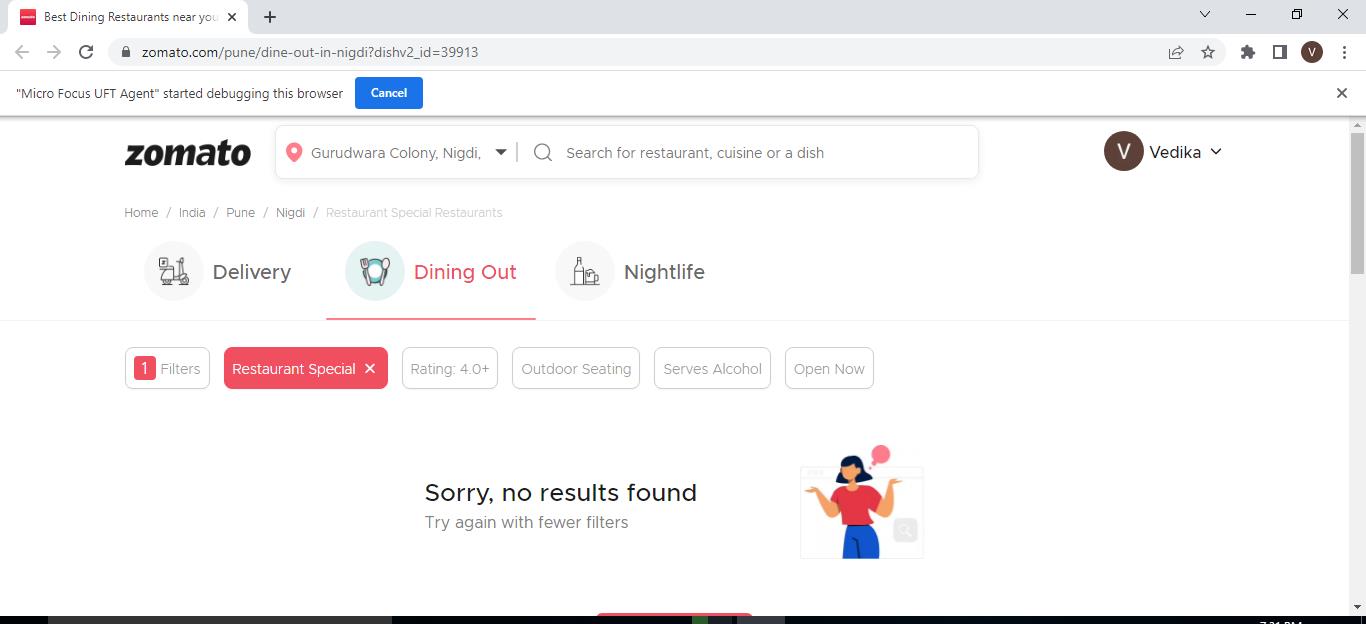 Best Dining Restaurants near you
zomato.com/pune/dine-out-in-nigdi?dishv2_id=39913
V
"Micro Focus UFT Agent" started debugging this browser
Cancel
zomato
Gurudwara Colony, Nigdi,
Search for restaurant, cuisine or a dish
V
Vedika
Home / India / Pune / Nigdi / Restaurant Special Restaurants
Delivery
Dining Out
Nightlife
1 Filters
Restaurant Special
Rating: 4.0+
Outdoor Seating
Serves Alcohol
Open Now
Sorry, no results found
Try again with fewer filters